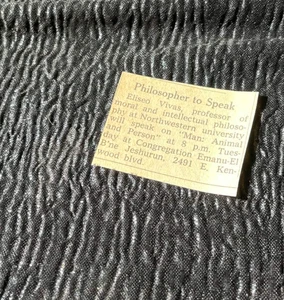 Philosopher to Speak
Eliseo Vivas, professor of
moral and intellectual philoso-
phy at Northwestern university
will speak on "Man: Animal
and Person" at 8 p.m. Tues-
day at Congregation Emanu-El
B'ne Jeshurun, 2491 E. Ken-
wood blvd.